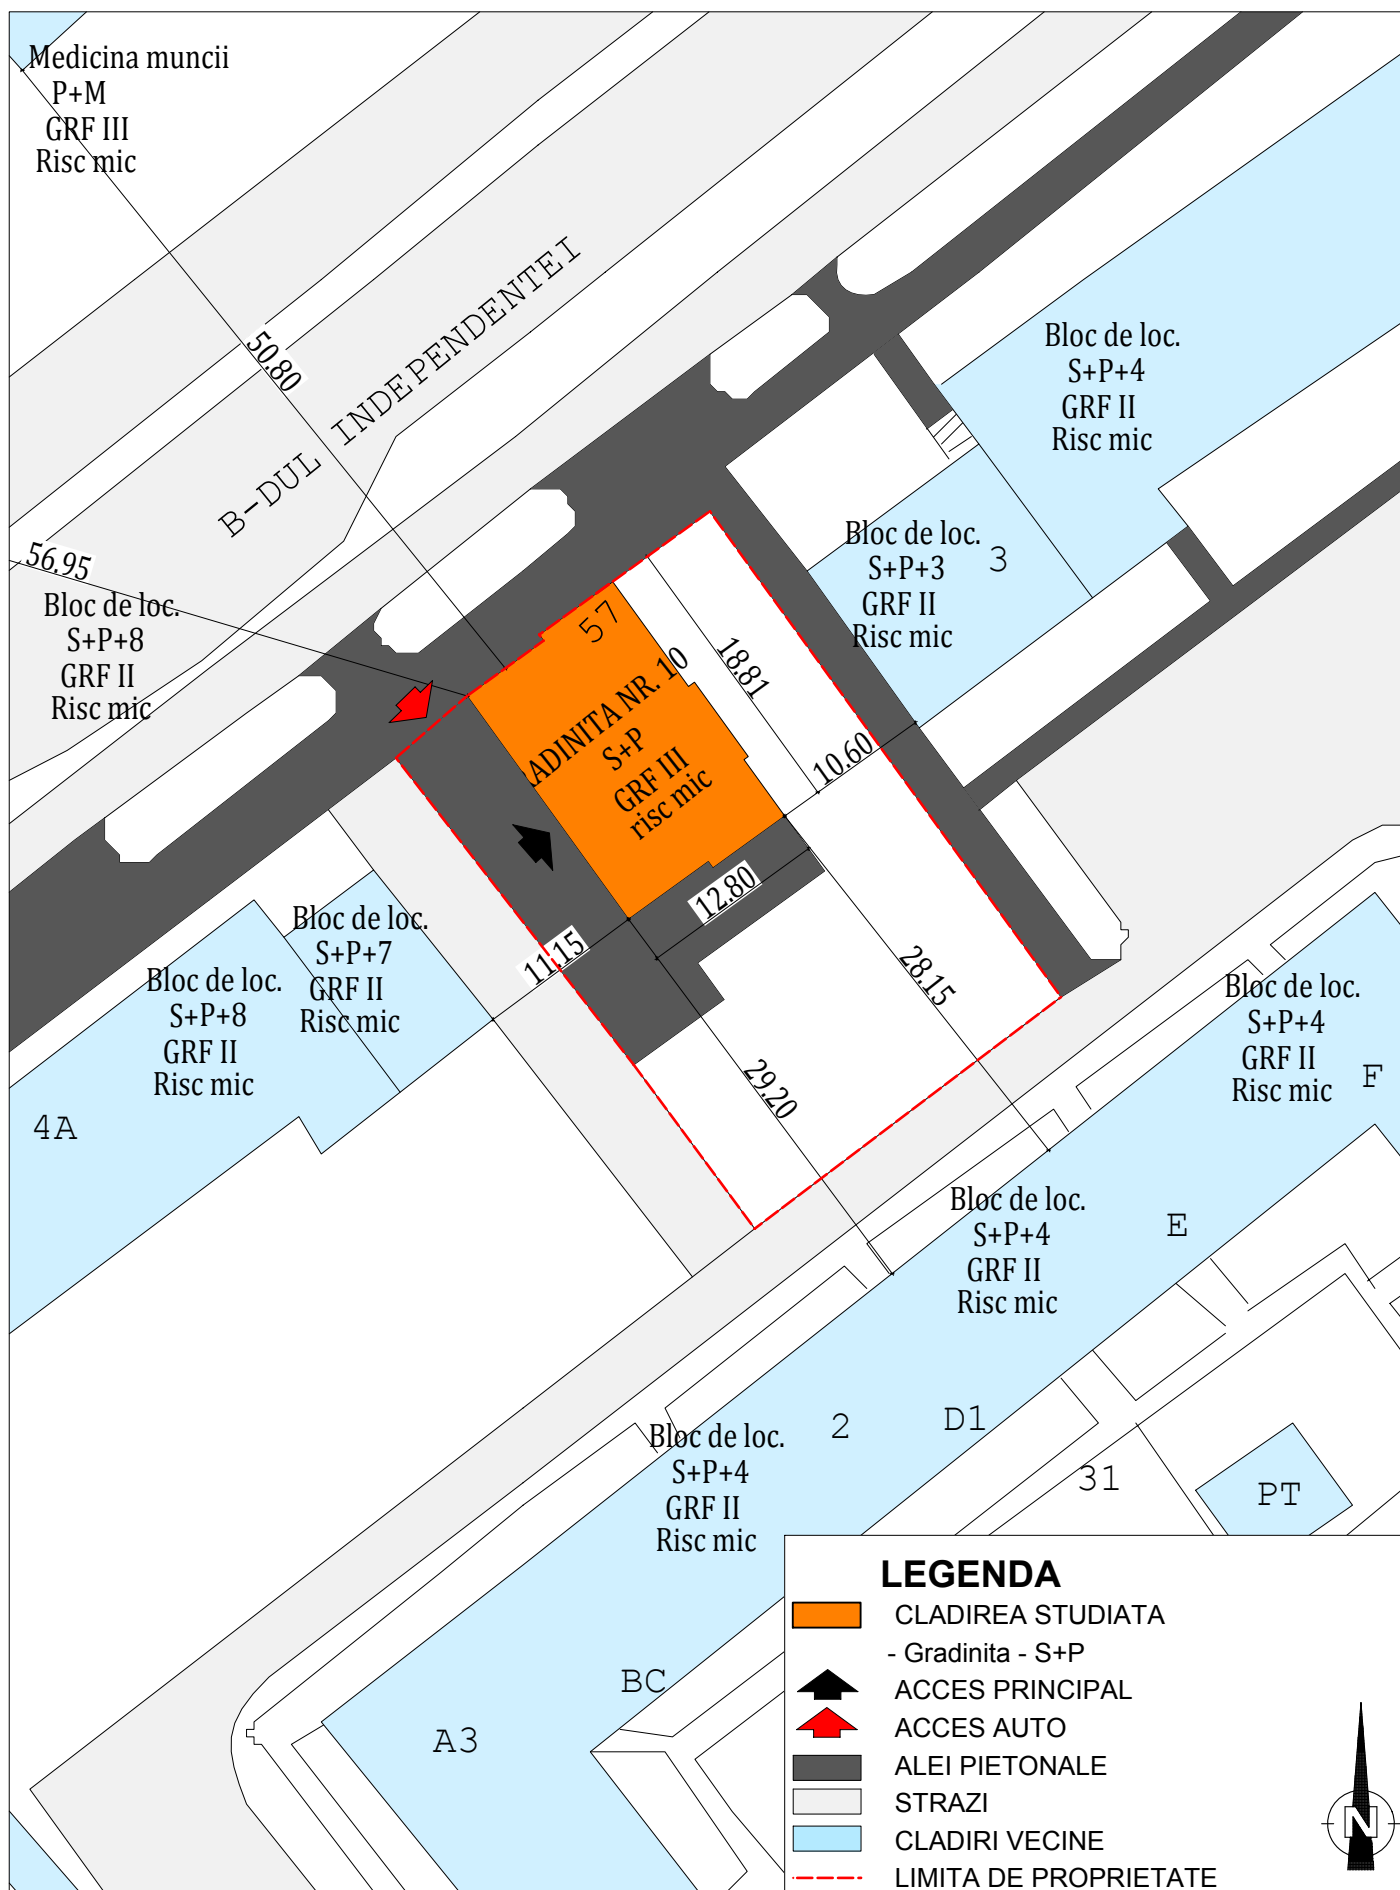 Medicina muncii
P+M
GRF III
Risc mic
50.80
B-DUL INDEPENDENTEI
56.95
Bloc de loc.
S+P+8
GRF II
Risc mic
Bloc de loc.
S+P+4
GRF II
Risc mic
Bloc de loc.
S+P+3
GRF II
Risc mic
3
57
RADINITA NR. 10
S+P
GRF III
risc mic
18.81
10.60
12.80
11.15
28.15
29.20
Bloc de loc.
S+P+7
GRF II
Risc mic
Bloc de loc.
S+P+8
GRF II
Risc mic
4A
Bloc de loc.
S+P+4
GRF II
Risc mic
F
Bloc de loc.
S+P+4
GRF II
Risc mic
E
2
D1
Bloc de loc.
S+P+4
GRF II
Risc mic
31
PT
BC
A3
LEGENDA
CLADIREA STUDIATA
- Gradinita - S+P
ACCES PRINCIPAL
ACCES AUTO
ALEI PIETONALE
STRAZI
CLADIRI VECINE
LIMITA DE PROPRIETATE
N